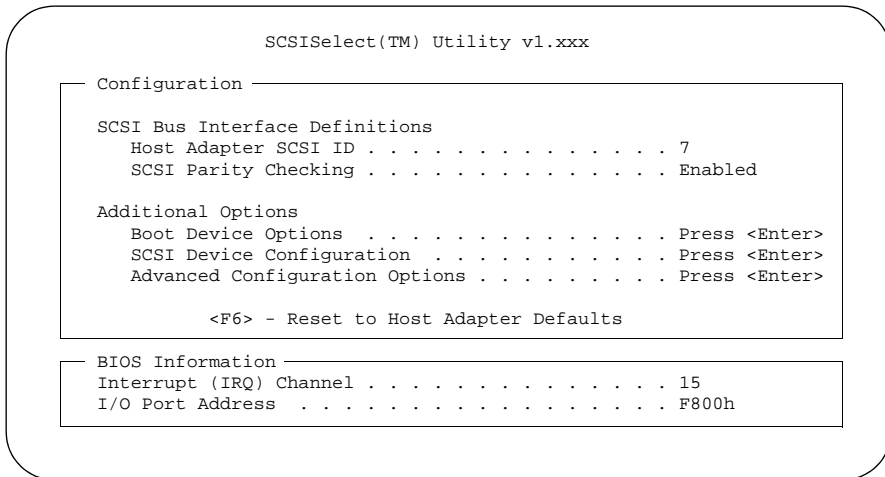 SCSISelect(TM) Utility v1.xxx
Configuration
SCSI Bus Interface Definitions
Host Adapter SCSI ID . . . . . . . . . . . . . . 7
SCSI Parity Checking . . . . . . . . . . . . . . Enabled
Additional Options
Boot Device Options . . . . . . . . . . . . . . Press <Enter>
SCSI Device Configuration . . . . . . . . . . . Press <Enter>
Advanced Configuration Options . . . . . . . . . Press <Enter>
<F6> - Reset to Host Adapter Defaults
BIOS Information
Interrupt (IRQ) Channel . . . . . . . . . . . . . . . 15
I/O Port Address . . . . . . . . . . . . . . . . . F800h